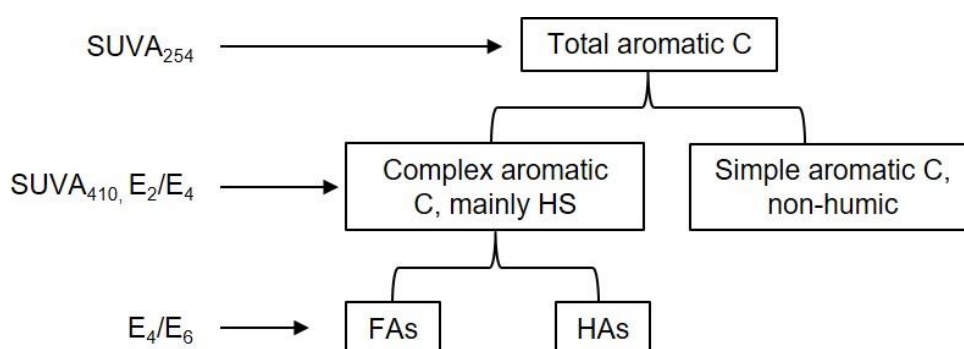 SUVA₂₅₄
Total aromatic C
SUVA₄₁₀, E₂/E₄
Complex aromatic
C, mainly HS
Simple aromatic C,
non-humic
E₄/E₆
FAs
HAs